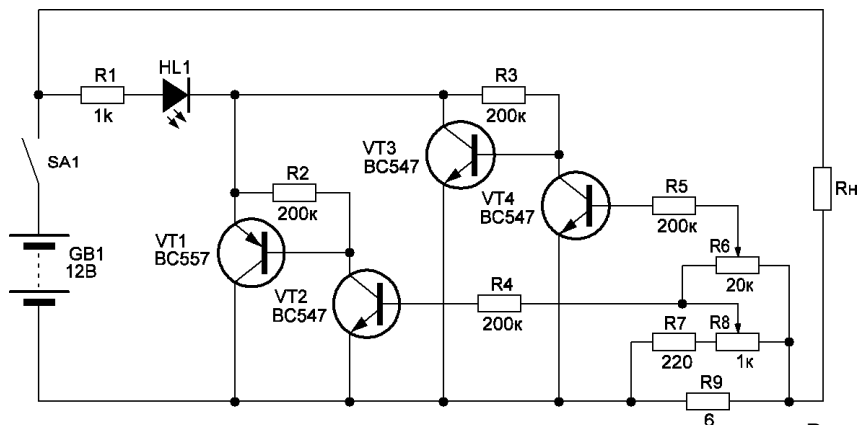 R1
1k
HL1
R3
200к
SA1
VT3
BC547
R2
200к
VT4
BC547
R5
200к
Rн
GB1
12В
VT1
BC557
VT2
BC547
R4
200к
R6
20к
R7
220
R8
1к
R9
6